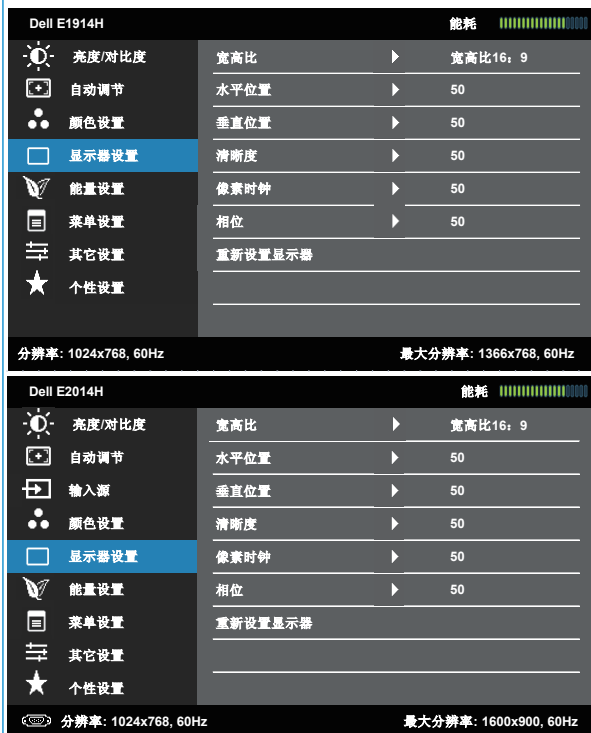 Dell E1914H 能耗
亮度/对比度 宽高比 宽高比16：9
自动调节 水平位置 50
颜色设置 垂直位置 50
显示器设置 清晰度 50
能量设置 像素时钟 50
菜单设置 相位 50
其它设置 重新设置显示器
个性设置
分辨率: 1024x768, 60Hz 最大分辨率: 1366x768, 60Hz
Dell E2014H 能耗
亮度/对比度 宽高比 宽高比16：9
自动调节 水平位置 50
输入源 垂直位置 50
颜色设置 清晰度 50
显示器设置 像素时钟 50
能量设置 相位 50
菜单设置 重新设置显示器
其它设置
个性设置
分辨率: 1024x768, 60Hz 最大分辨率: 1600x900, 60Hz